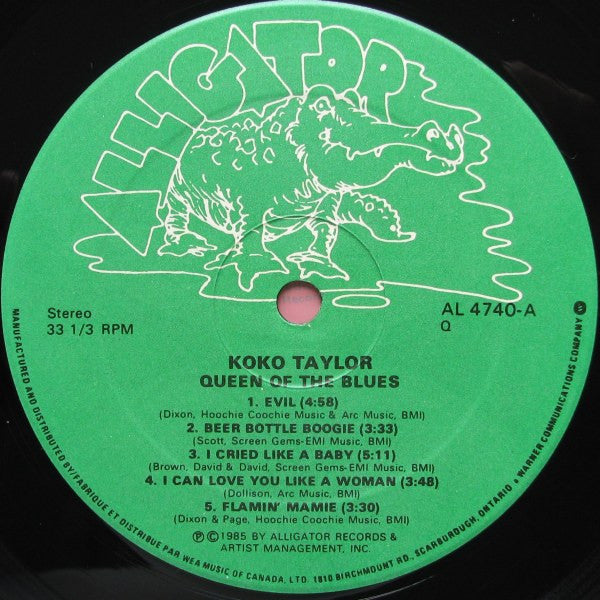 ALLIGATOR
Stereo
33 1/3 RPM
AL 4740-A
Q
KOKO TAYLOR
QUEEN OF THE BLUES
1. EVIL (4:58)
(Dixon, Hoochie Coochie Music & Arc Music, BMI)
2. BEER BOTTLE BOOGIE (3:33)
(Scott, Screen Gems-EMI Music, BMI)
3. I CRIED LIKE A BABY (5:11)
(Brown, David & David, Screen Gems-EMI Music, BMI)
4. I CAN LOVE YOU LIKE A WOMAN (3:48)
(Dollison, Arc Music, BMI)
5. FLAMIN' MAMIE (3:30)
(Dixon & Page, Hoochie Coochie Music, BMI)
Ⓟ©1985 BY ALLIGATOR RECORDS &
ARTIST MANAGEMENT, INC.
MANUFACTURED AND DISTRIBUTED BY/FABRIQUE ET DISTRIBUE PAR WEA MUSIC OF CANADA, LTD. 1810 BIRCHMOUNT RD., SCARBOROUGH, ONTARIO • A WARNER COMMUNICATIONS COMPANY